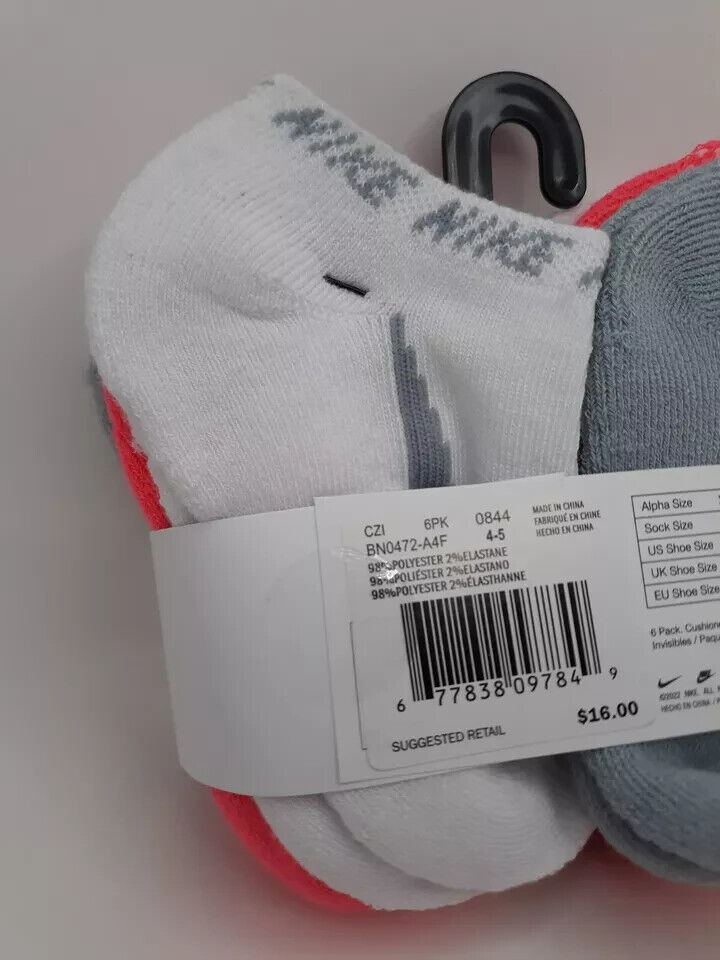 NIKE NIKE
CZI 6PK 0844
BN0472-A4F 4-5
98%POLYESTER 2%ELASTANE
98%POLIÉSTER 2%ELASTANO
98%POLYESTER 2%ÉLASTHANNE
MADE IN CHINA
FABRIQUÉ EN CHINE
HECHO EN CHINA
6 77838 09784 9
$16.00
SUGGESTED RETAIL
Alpha Size
Sock Size
US Shoe Size
UK Shoe Size
EU Shoe Size
6 Pack. Cushion
Invisibles / Paqu
©2022 NIKE. ALL
HECHO EN CHINA /